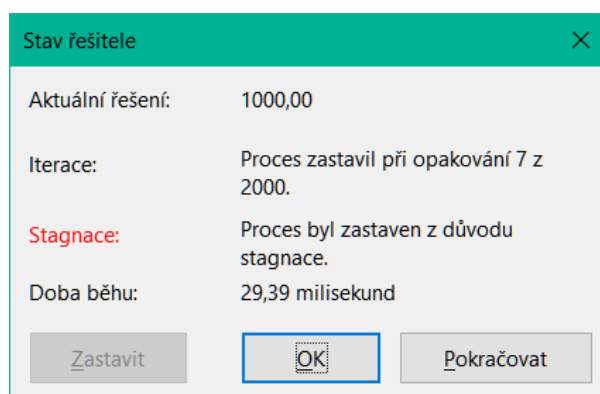 Stav řešitele
Aktuální řešení: 1000,00
Iterace: Proces zastavil při opakování 7 z
2000.
Stagnace: Proces byl zastaven z důvodu
stagnace.
Doba běhu: 29,39 milisekund
Zastavit OK Pokračovat